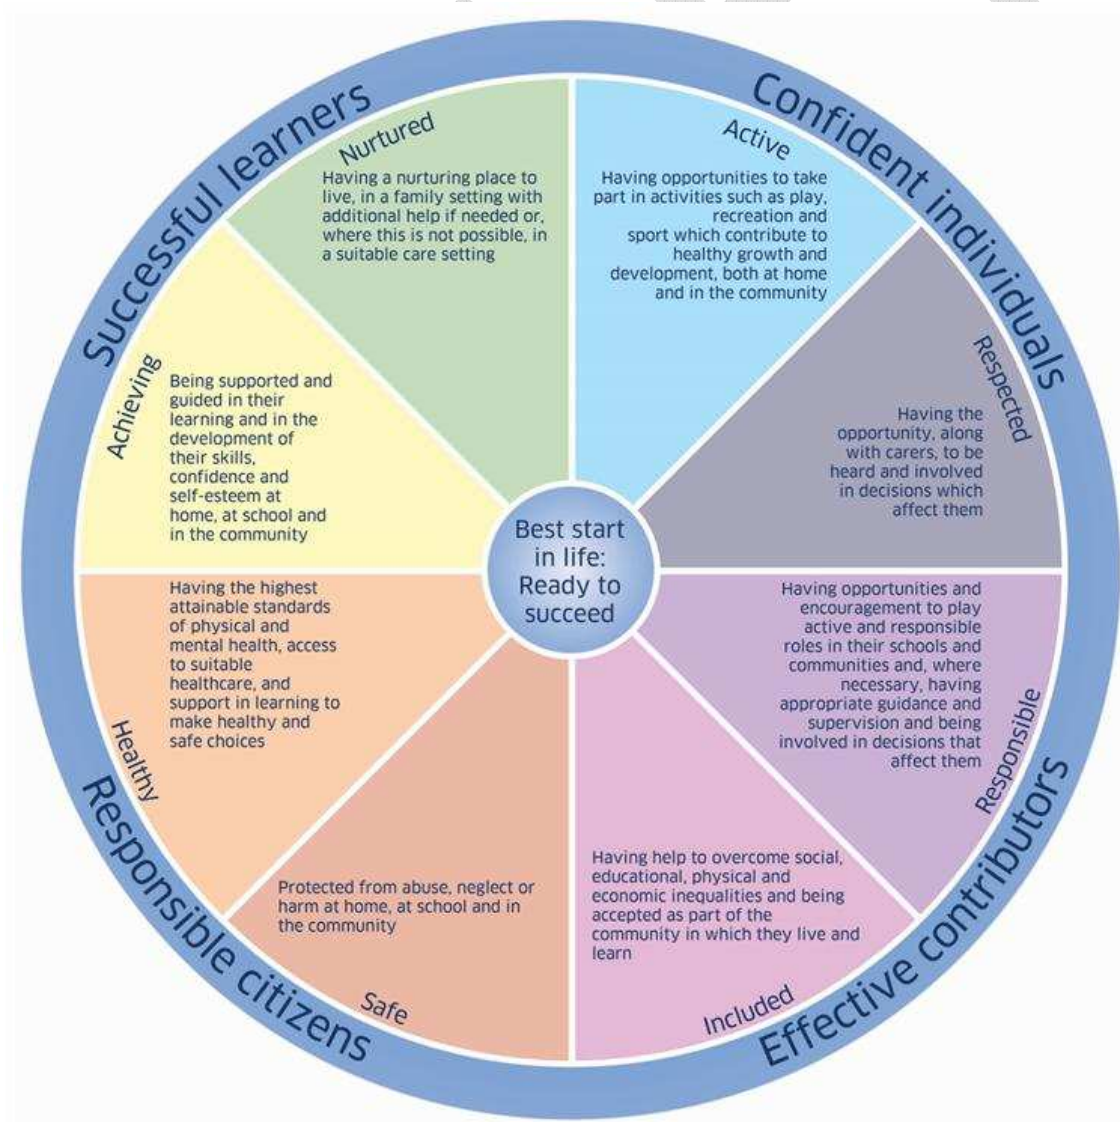 Successful learners
Confident individuals
Nurtured
Having a nurturing place to
live, in a family setting with
additional help if needed or,
where this is not possible, in
a suitable care setting
Active
Having opportunities to take
part in activities such as play,
recreation and
sport which contribute to
healthy growth and
development, both at home
and in the community
Achieving
Being supported and
guided in their
learning and in the
development of
their skills,
confidence and
self-esteem at
home, at school and
in the community
Respected
Having the
opportunity, along
with carers, to be
heard and involved
in decisions which
affect them
Best start
in life:
Ready to
succeed
Healthy
Having the highest
attainable standards
of physical and
mental health, access
to suitable
healthcare, and
support in learning to
make healthy and
safe choices
Responsible
Having opportunities and
encouragement to play
active and responsible
roles in their schools and
communities and, where
necessary, having
appropriate guidance and
supervision and being
involved in decisions that
affect them
Safe
Protected from abuse, neglect or
harm at home, at school and in
the community
Included
Having help to overcome social,
educational, physical and
economic inequalities and being
accepted as part of the
community in which they live and
learn
Responsible citizens
Effective contributors